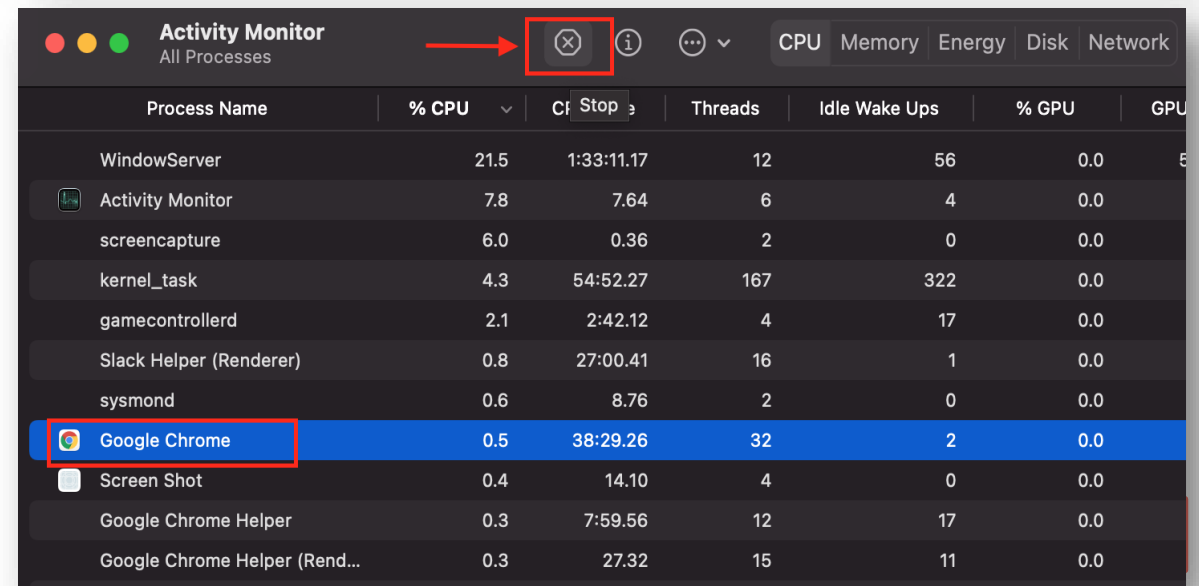 Activity Monitor
All Processes
CPU Memory Energy Disk Network
Process Name % CPU Stop Threads Idle Wake Ups % GPU GPU
WindowServer 21.5 1:33:11.17 12 56 0.0
Activity Monitor 7.8 7.64 6 4 0.0
screencapture 6.0 0.36 2 0 0.0
kernel_task 4.3 54:52.27 167 322 0.0
gamecontrollerd 2.1 2:42.12 4 17 0.0
Slack Helper (Renderer) 0.8 27:00.41 16 1 0.0
sysmond 0.6 8.76 2 0 0.0
Google Chrome 0.5 38:29.26 32 2 0.0
Screen Shot 0.4 14.10 4 0 0.0
Google Chrome Helper 0.3 7:59.56 12 17 0.0
Google Chrome Helper (Rend... 0.3 27.32 15 11 0.0